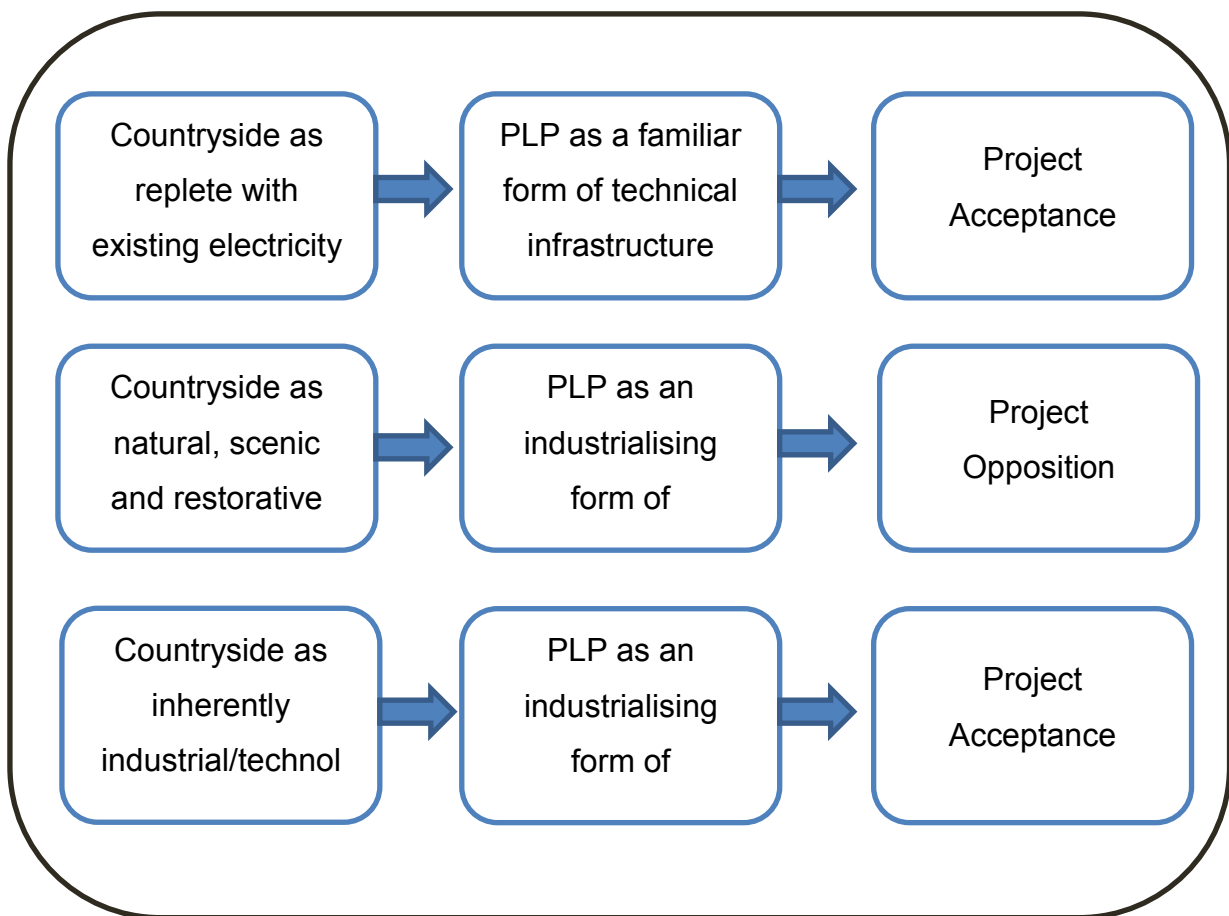 Countryside as
replete with
existing electricity
PLP as a familiar
form of technical
infrastructure
Project
Acceptance
Countryside as
natural, scenic
and restorative
PLP as an
industrialising
form of
Project
Opposition
Countryside as
inherently
industrial/technol
PLP as an
industrialising
form of
Project
Acceptance